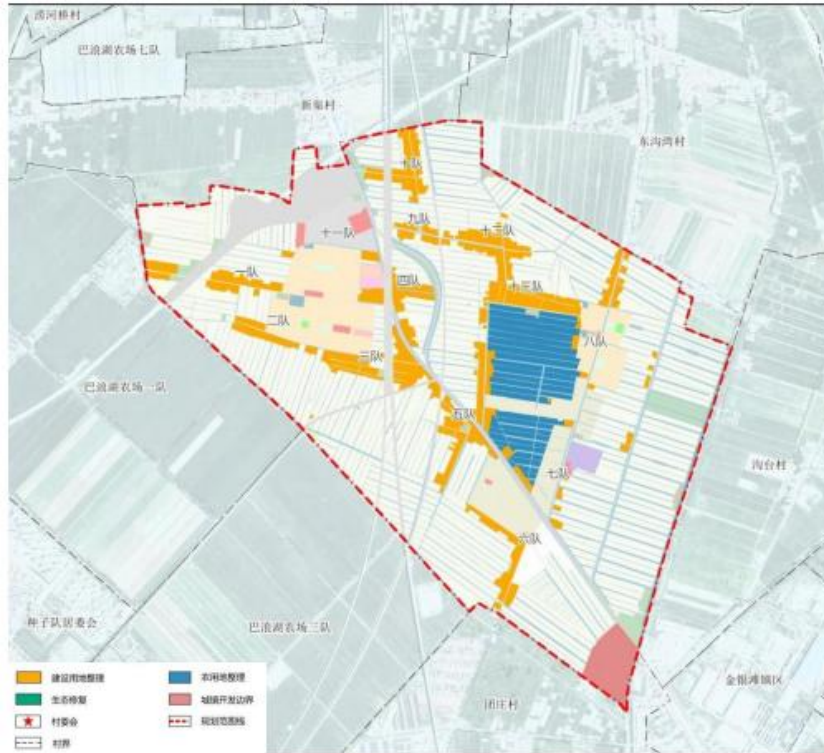 涝河桥村
巴浪湖农场七队
新渠村
东沟湾村
十队
九队
十二队
十一队
一队
四队
十三队
二队
八队
三队
巴浪湖农场一队
五队
沟台村
七队
六队
种子队居委会
巴浪湖农场三队
团庄村
金银滩镇区
建设用地整理
农用地整理
生态修复
城镇开发边界
村委会
规划范围线
村界